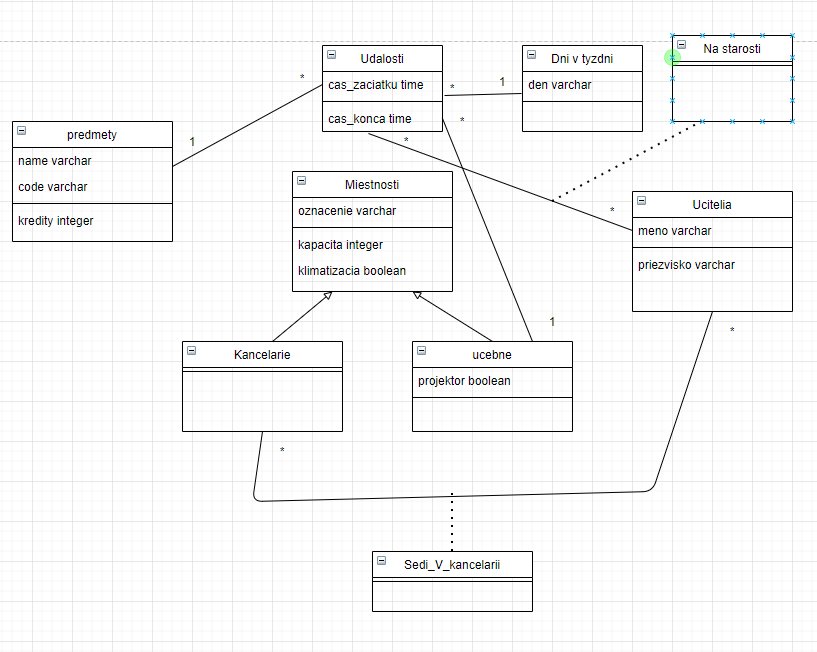 Udalosti
cas_zaciatku time
cas_konca time
*
*
*
*
1
Dni v tyzdni
den varchar
Na starosti
predmety
name varchar
code varchar
kredity integer
1
Miestnosti
oznacenie varchar
kapacita integer
klimatizacia boolean
Ucitelia
meno varchar
priezvisko varchar
*
*
1
Kancelarie
*
ucebne
projektor boolean
Sedi_V_kancelarii